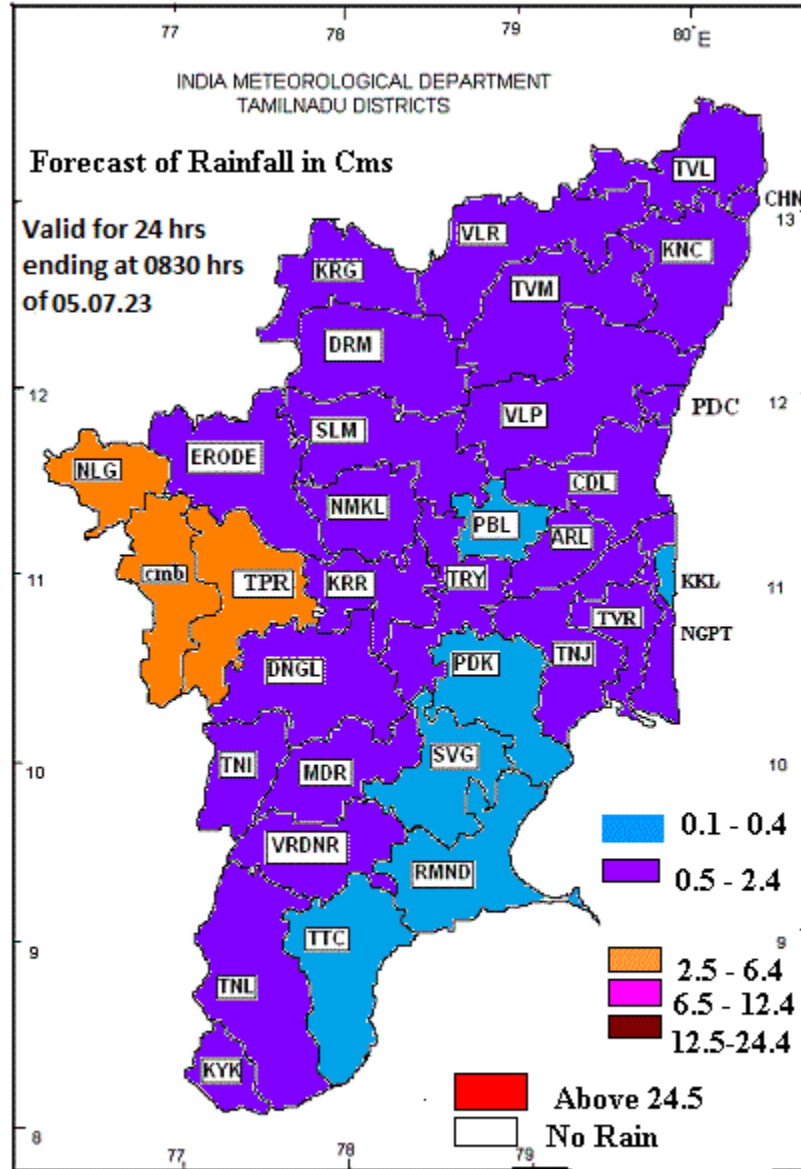 77 78 79 80°E
INDIA METEOROLOGICAL DEPARTMENT
TAMILNADU DISTRICTS
Forecast of Rainfall in Cms
TVL
CHN
13
Valid for 24 hrs
ending at 0830 hrs
of 05.07.23
VLR
KNC
KRG
TVM
DRM
12
12
PDC
VLP
SLM
ERODE
NLG
CDL
NMKL
PBL
ARL
11
cmb
TPR
KRR
TRY
KKL
11
TVR
NGPT
DNGL
PDK
TNJ
10
TNI
MDR
SVG
10
0.1 - 0.4
VRDNR
RMND
0.5 - 2.4
9
TTC
9
2.5 - 6.4
TNL
6.5 - 12.4
12.5-24.4
KYK
Above 24.5
8
No Rain
77 78 79